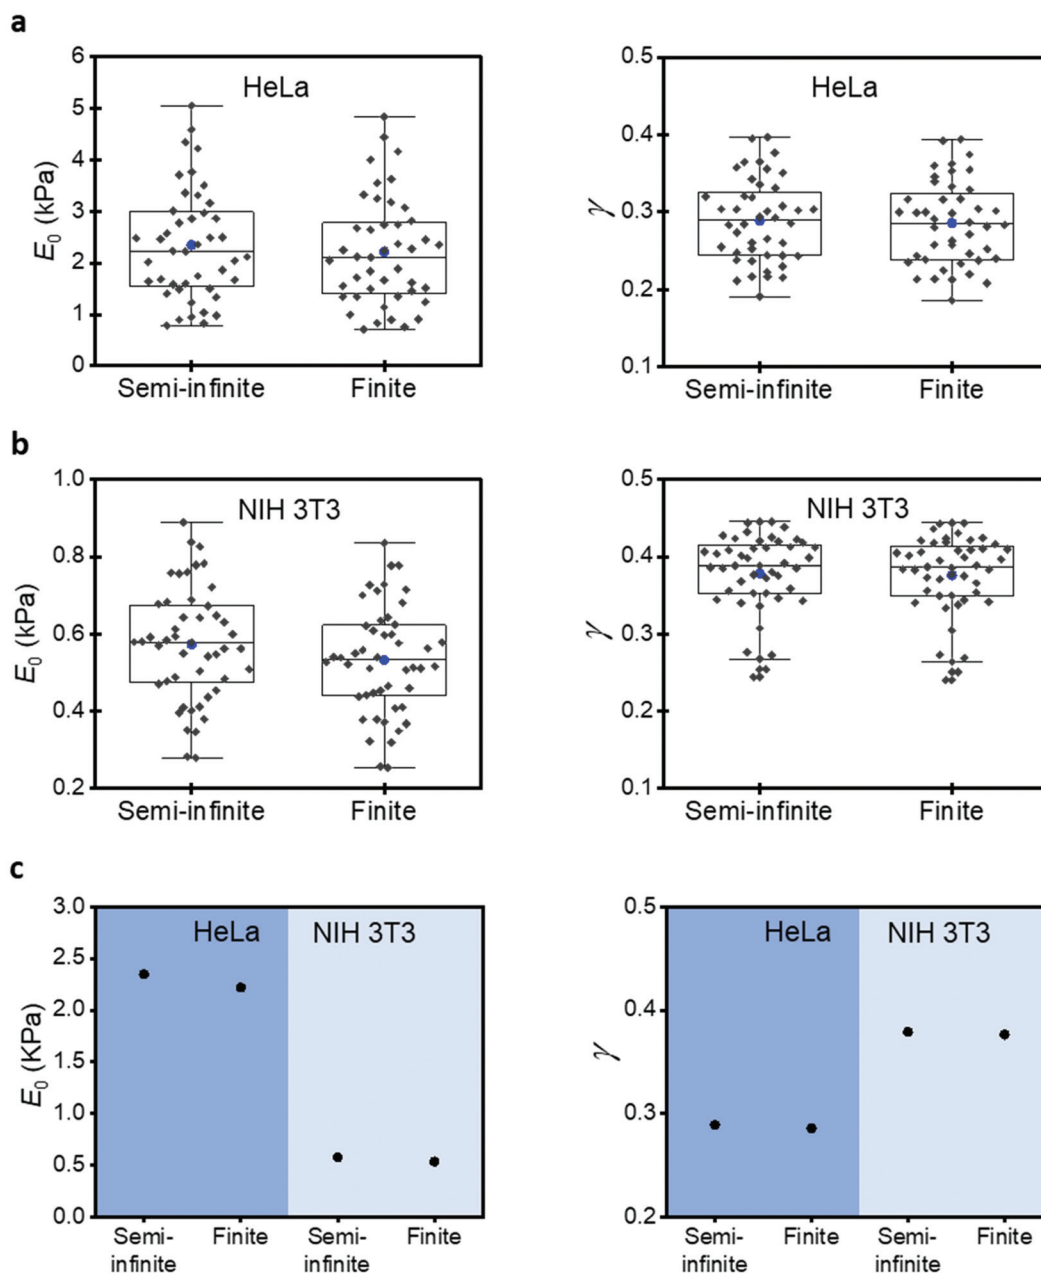 a
HeLa
E0 (kPa)
6
5
4
3
2
1
0
Semi-infinite
Finite
HeLa
γ
0.5
0.4
0.3
0.2
0.1
Semi-infinite
Finite
b
NIH 3T3
E0 (kPa)
1.0
0.8
0.6
0.4
0.2
Semi-infinite
Finite
NIH 3T3
γ
0.5
0.4
0.3
0.2
0.1
Semi-infinite
Finite
c
HeLa
NIH 3T3
E0 (KPa)
3.0
2.5
2.0
1.5
1.0
0.5
0.0
Semi-
infinite
Finite
Semi-
infinite
Finite
HeLa
NIH 3T3
γ
0.5
0.4
0.3
0.2
Semi-
infinite
Finite
Semi-
infinite
Finite